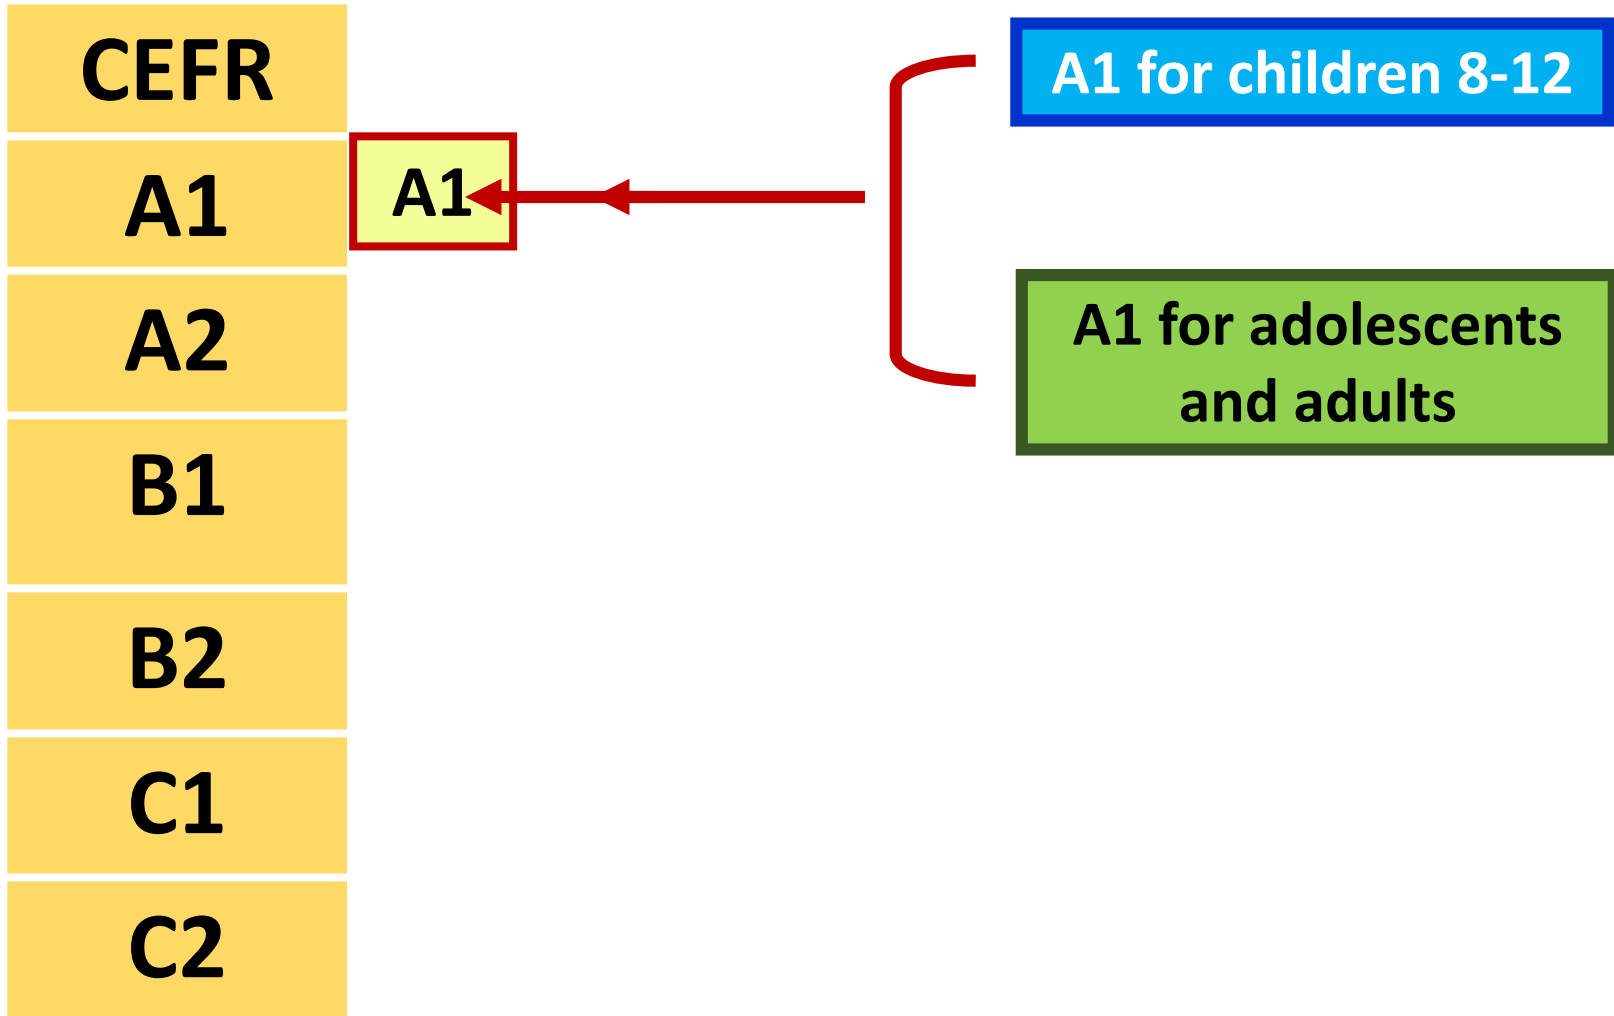 CEFR
A1
A1
A1 for children 8-12
A1 for adolescents
and adults
A2
B1
B2
C1
C2